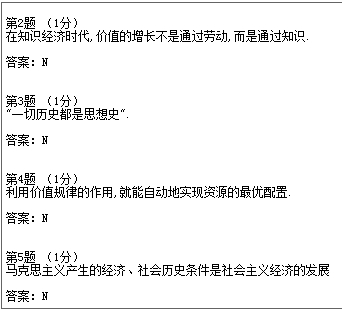 第2题 （1分）
在知识经济时代,价值的增长不是通过劳动,而是通过知识.
答案：N
第3题 （1分）
“一切历史都是思想史”.
答案：N
第4题 （1分）
利用价值规律的作用,就能自动地实现资源的最优配置.
答案：N
第5题 （1分）
马克思主义产生的经济、社会历史条件是社会主义经济的发展
答案：N